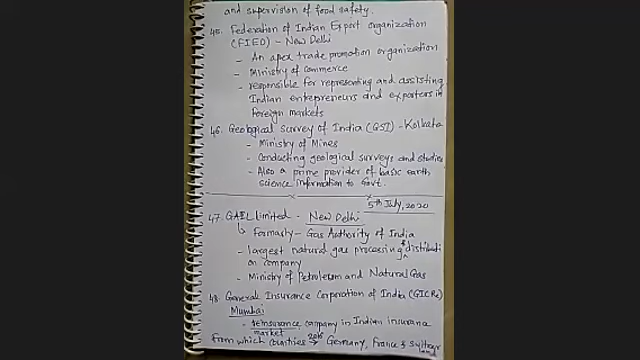 and supervision of food safety.
45. Federation of Indian Export Organization
(FIEO) - New Delhi
- An apex trade promotion organization
- Ministry of commerce
- responsible for representing and assisting
Indian entrepreneurs and exporters in
foreign markets
46. Geological Survey of India (GSI) - Kolkata
- Ministry of Mines
- Conducting geological surveys and studies
- Also a prime provider of basic earth
science information to Govt.
5th July, 2020
47. GAIL limited - New Delhi
↳ Formarly - Gas Authority of India
- largest natural gas processing & distributi
on company
- Ministry of Petroleum and Natural Gas
48. General Insurance Corporation of India (GICRe)
Mumbai
- reinsurance company in Indian insurance
market
From which countries 2016 → Germany, France &